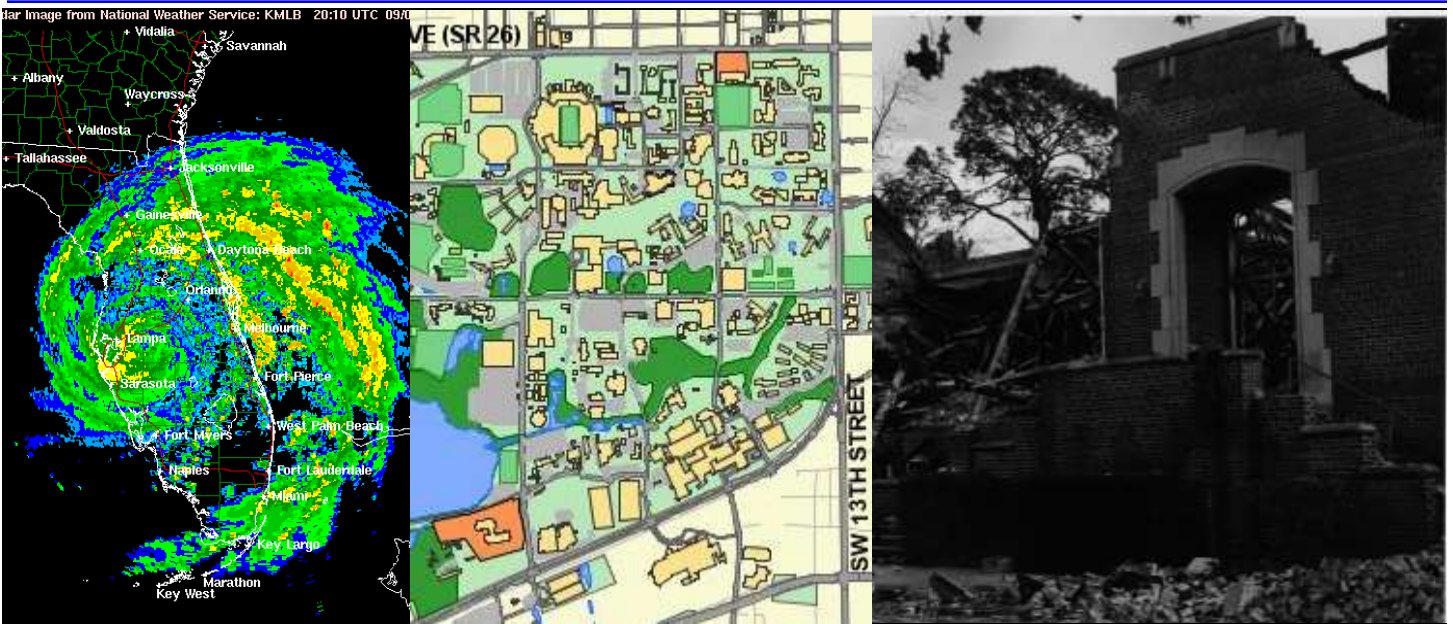 dar Image from National Weather Service: KMLB 20:10 UTC 09/0
Vidalia
Savannah
Albany
Waycross
Valdosta
Tallahassee
Jacksonville
Gainesville
Ocala
Daytona Beach
Orlando
Melbourne
Tampa
Fort Pierce
Sarasota
West Palm Beach
Fort Myers
Naples
Fort Lauderdale
Miami
Key Largo
Marathon
Key West
VE (SR 26)
SW 13TH STREET